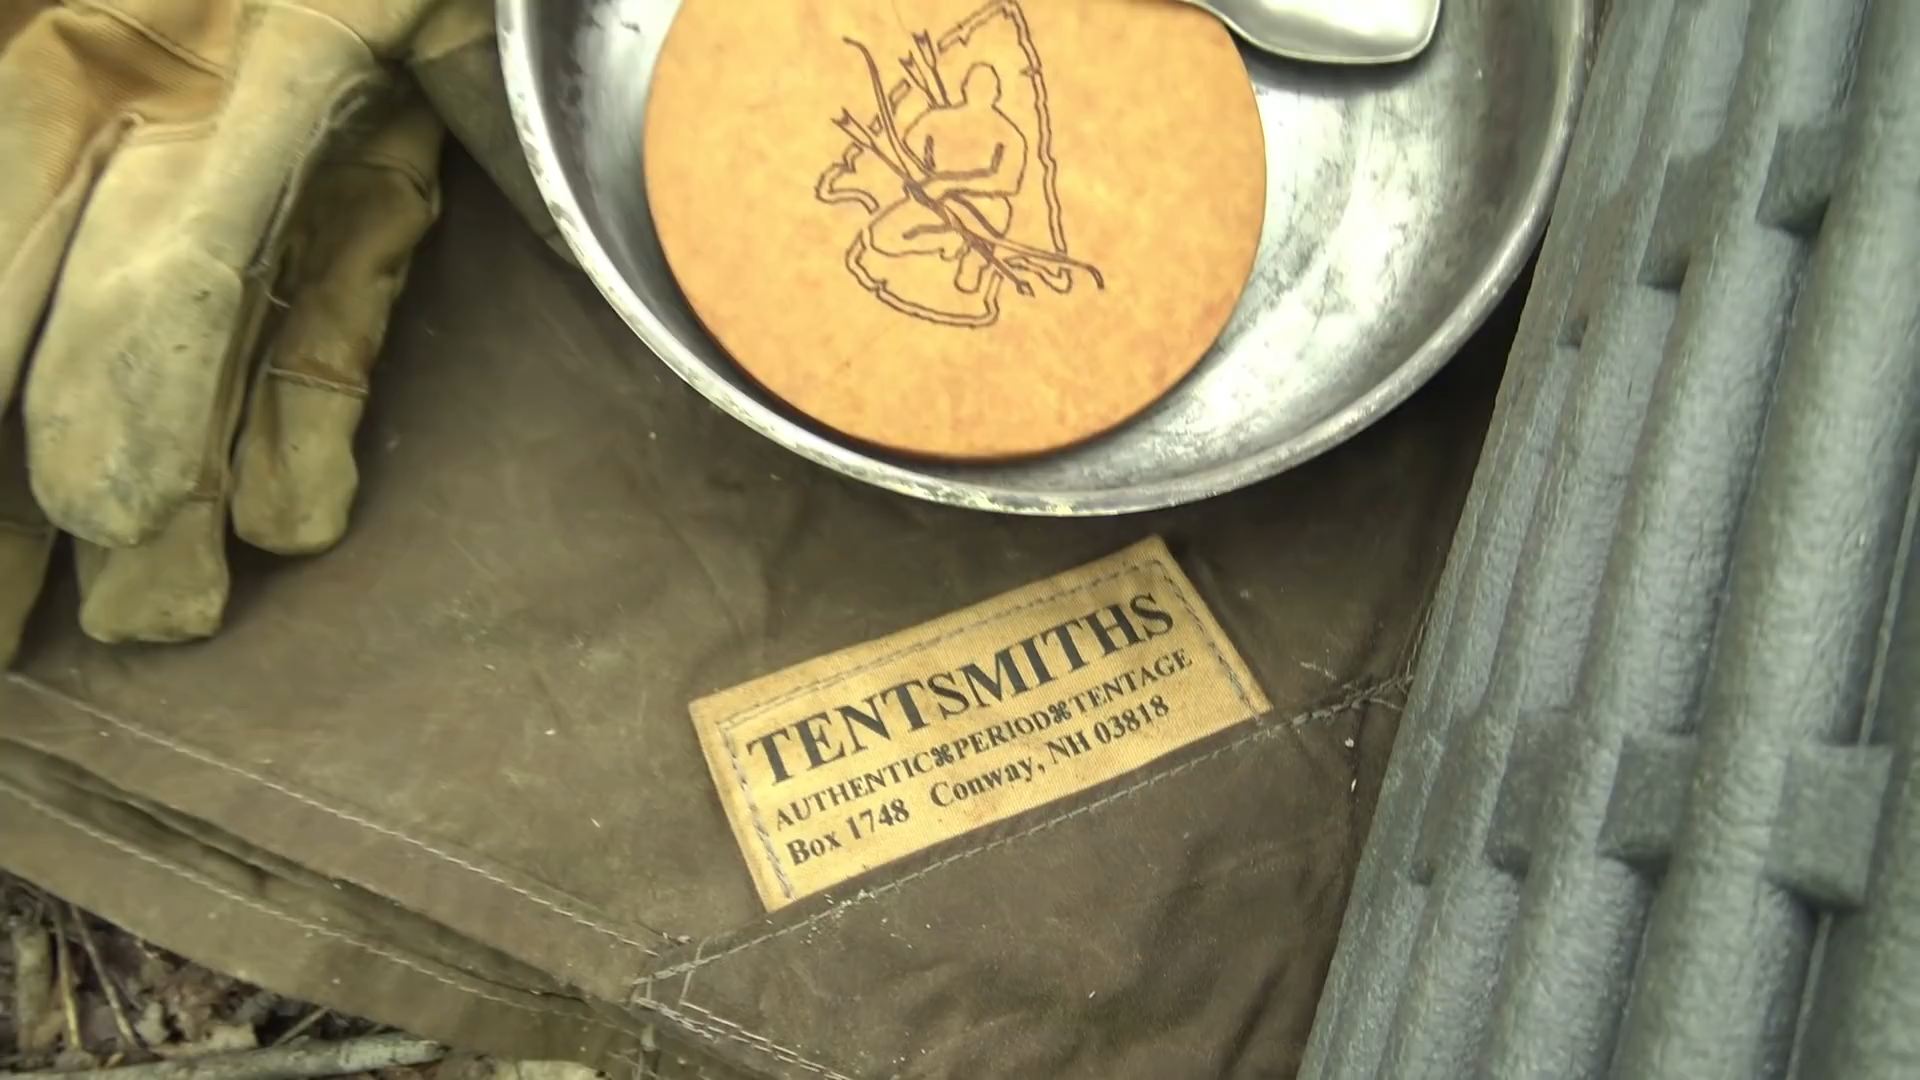 TENTSMITHS
AUTHENTIC⌘PERIOD⌘TENTAGE
Box 1748 Conway, NH 03818